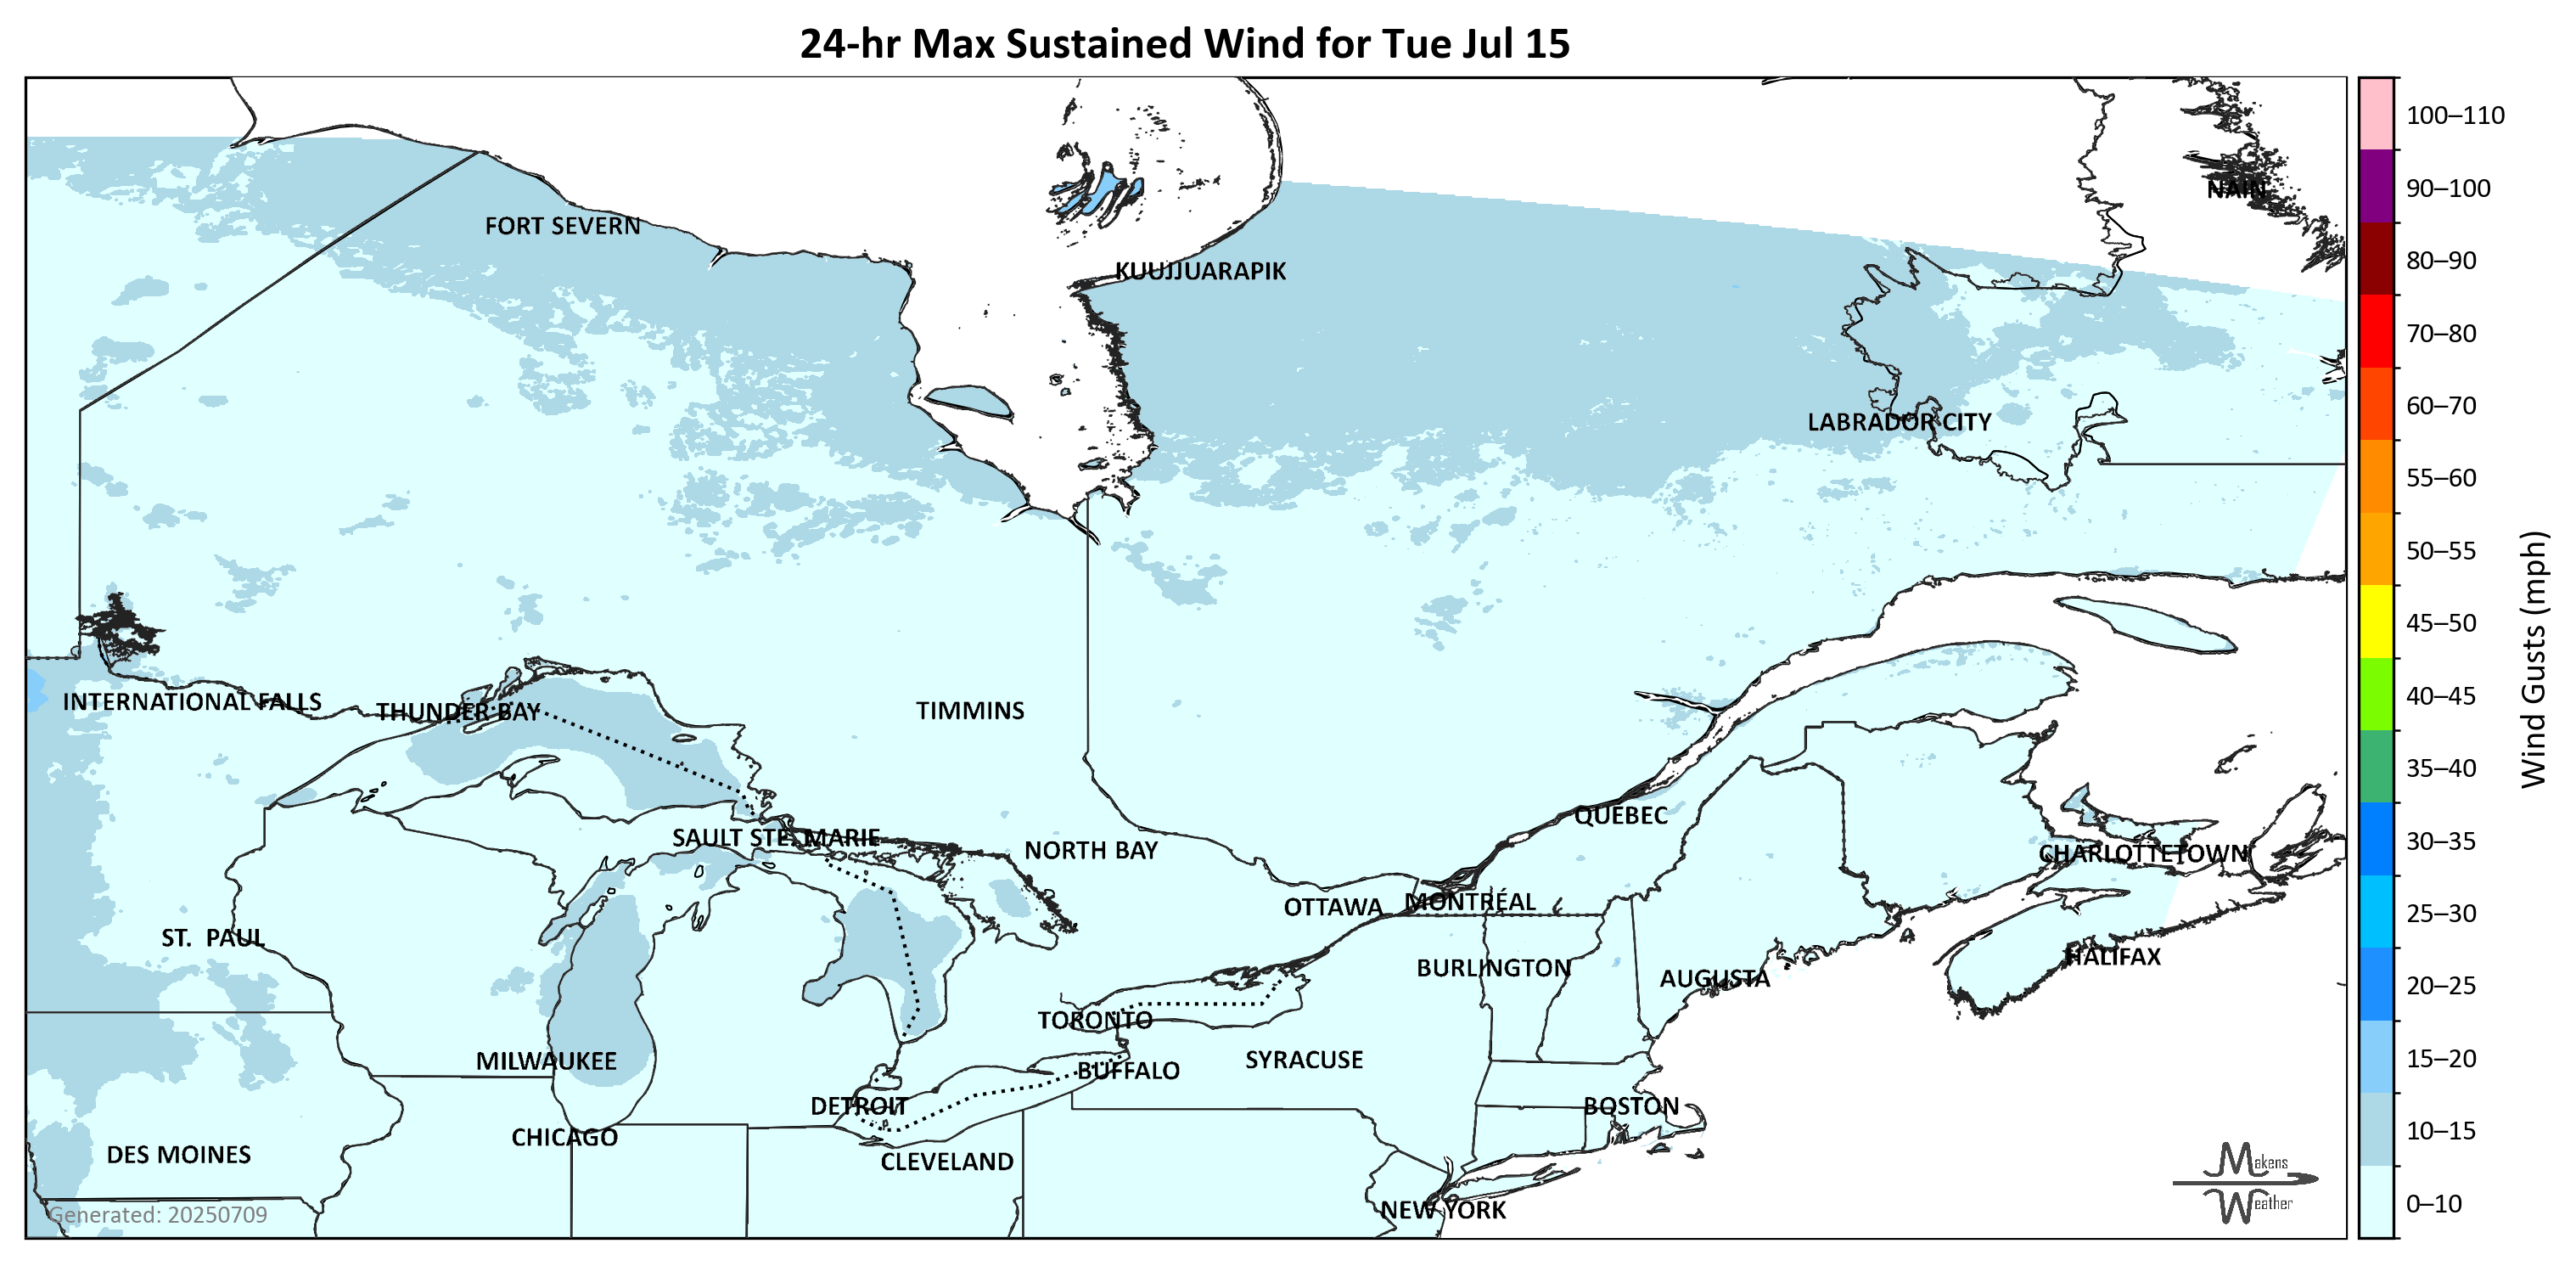 24-hr Max Sustained Wind for Tue Jul 15
100–110
90–100
NAIN
FORT SEVERN
80–90
KUUJJUARAPIK
70–80
60–70
LABRADOR CITY
55–60
50–55
45–50
Wind Gusts (mph)
40–45
INTERNATIONAL FALLS
THUNDER BAY
TIMMINS
35–40
QUÉBEC
30–35
SAULT STE. MARIE
NORTH BAY
CHARLOTTETOWN
OTTAWA
MONTRÉAL
25–30
ST. PAUL
HALIFAX
BURLINGTON
AUGUSTA
20–25
TORONTO
MILWAUKEE
SYRACUSE
15–20
BUFFALO
DETROIT
BOSTON
10–15
CHICAGO
DES MOINES
CLEVELAND
Makens
Weather
0–10
NEW YORK
Generated: 20250709